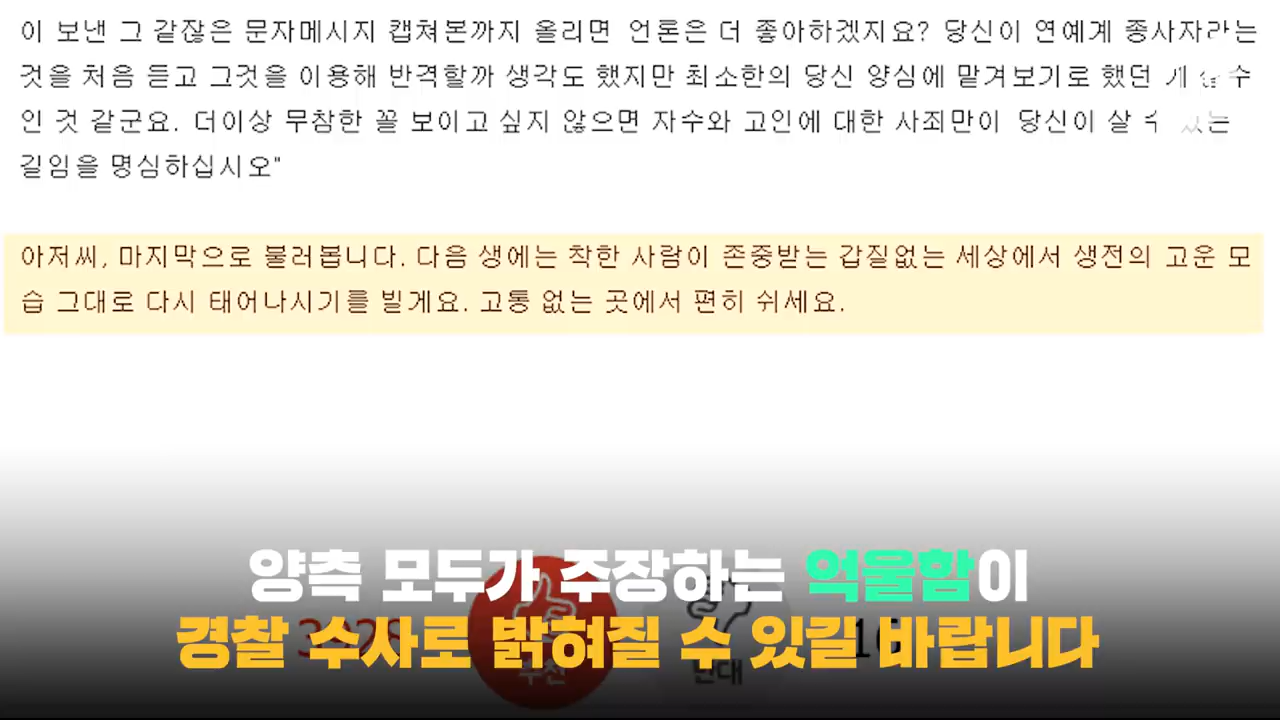 이 보낸 그 같잖은 문자메시지 캡쳐본까지 올리면 언론은 더 좋아하겠지요? 당신이 연예계 종사자라는
것을 처음 듣고 그것을 이용해 반격할까 생각도 했지만 최소한의 당신 양심에 맡겨보기로 했던 게 실수
인 것 같군요. 더이상 무참한 꼴 보이고 싶지 않으면 자수와 고인에 대한 사죄만이 당신이 살 수 있는
길임을 명심하십시오"
아저씨, 마지막으로 불러봅니다. 다음 생에는 착한 사람이 존중받는 갑질없는 세상에서 생전의 고운 모
습 그대로 다시 태어나시기를 빌게요. 고통 없는 곳에서 편히 쉬세요.
양측 모두가 주장하는 억울함이
경찰 수사로 밝혀질 수 있길 바랍니다
추천 반대